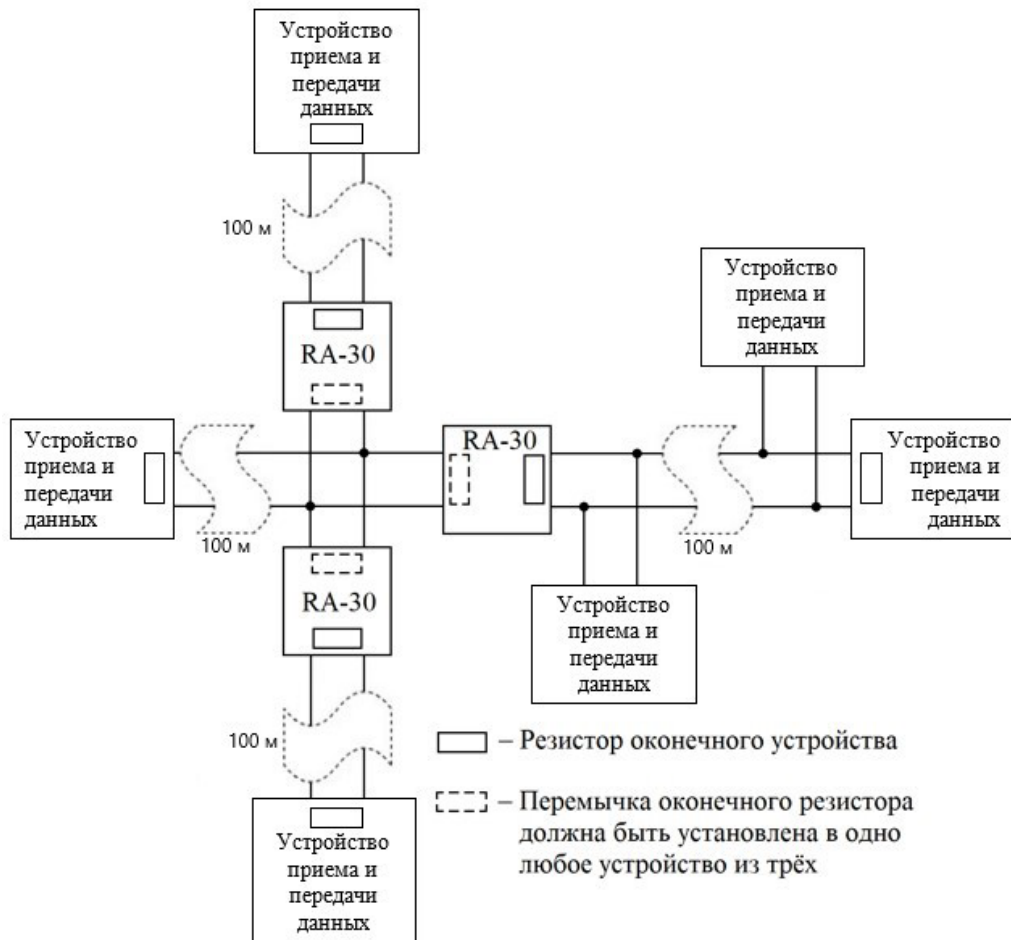 Устройство
приема и
передачи
данных
100 м
RA-30
Устройство
приема и
передачи
данных
Устройство
приема и
передачи
данных
100 м
RA-30
100 м
Устройство
приема и
передачи
данных
RA-30
Устройство
приема и
передачи
данных
100 м
– Резистор оконечного устройства
– Перемычка оконечного резистора
должна быть установлена в одно
любое устройство из трёх
Устройство
приема и
передачи
данных